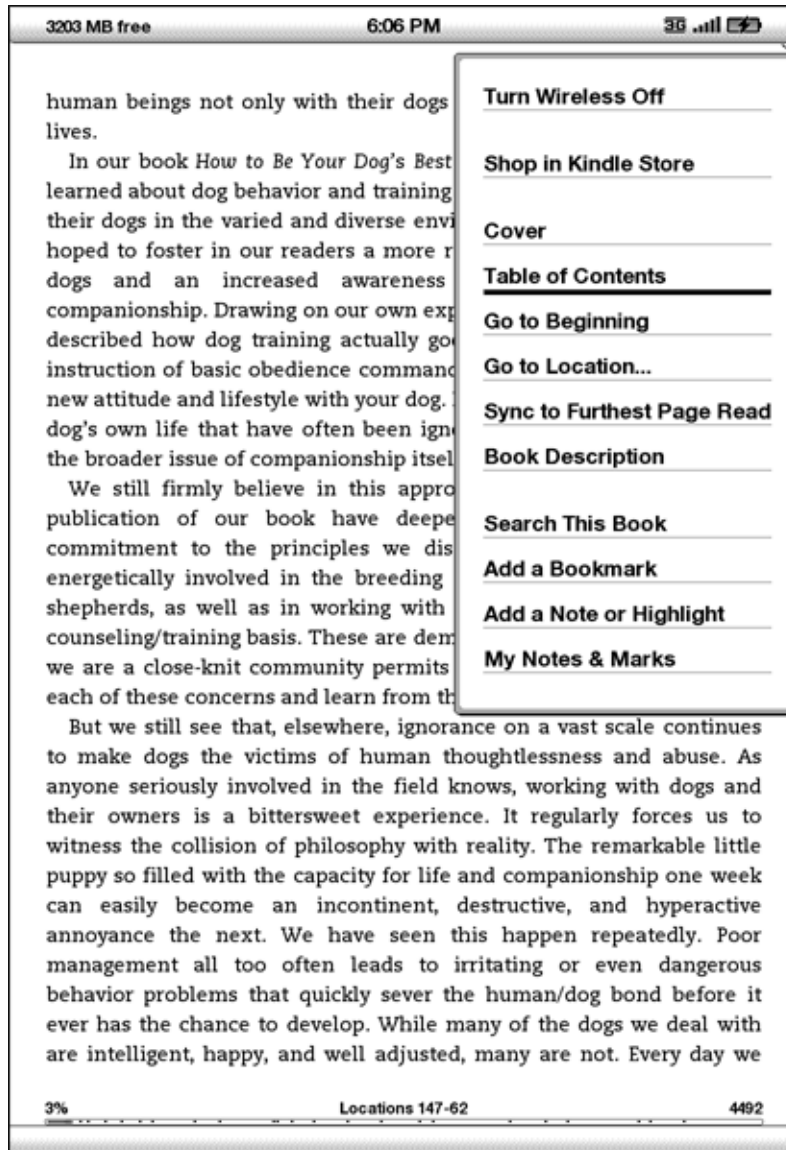 3203 MB free 6:06 PM 3G
human beings not only with their dogs
lives.
In our book How to Be Your Dog's Best
learned about dog behavior and training
their dogs in the varied and diverse
hoped to foster in our readers a more
dogs and an increased awareness
companionship. Drawing on our own
described how dog training actually
instruction of basic obedience
new attitude and lifestyle with your dog.
dog's own life that have often been
the broader issue of companionship
We still firmly believe in this
publication of our book have
commitment to the principles we
energetically involved in the breeding
shepherds, as well as in working with
counseling/training basis. These are
we are a close-knit community permits
each of these concerns and learn from
Turn Wireless Off
Shop in Kindle Store
Cover
Table of Contents
Go to Beginning
Go to Location...
Sync to Furthest Page Read
Book Description
Search This Book
Add a Bookmark
Add a Note or Highlight
My Notes & Marks
But we still see that, elsewhere, ignorance on a vast scale continues
to make dogs the victims of human thoughtlessness and abuse. As
anyone seriously involved in the field knows, working with dogs and
their owners is a bittersweet experience. It regularly forces us to
witness the collision of philosophy with reality. The remarkable little
puppy so filled with the capacity for life and companionship one week
can easily become an incontinent, destructive, and hyperactive
annoyance the next. We have seen this happen repeatedly. Poor
management all too often leads to irritating or even dangerous
behavior problems that quickly sever the human/dog bond before it
ever has the chance to develop. While many of the dogs we deal with
are intelligent, happy, and well adjusted, many are not. Every day we
3% Locations 147-62 4492